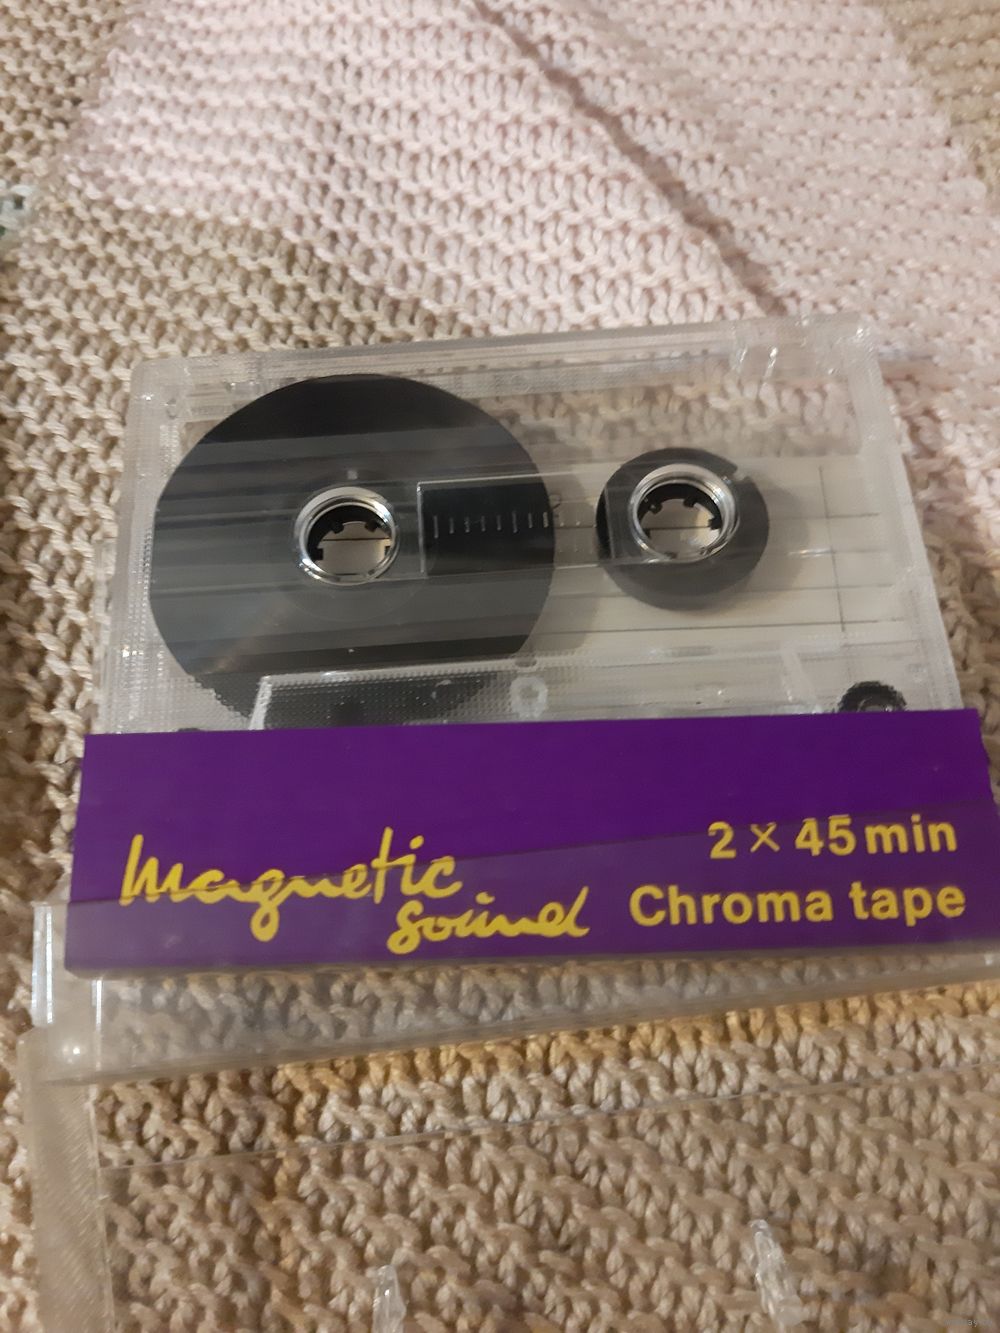 Magnetic
sound
2 × 45 min
Chroma tape